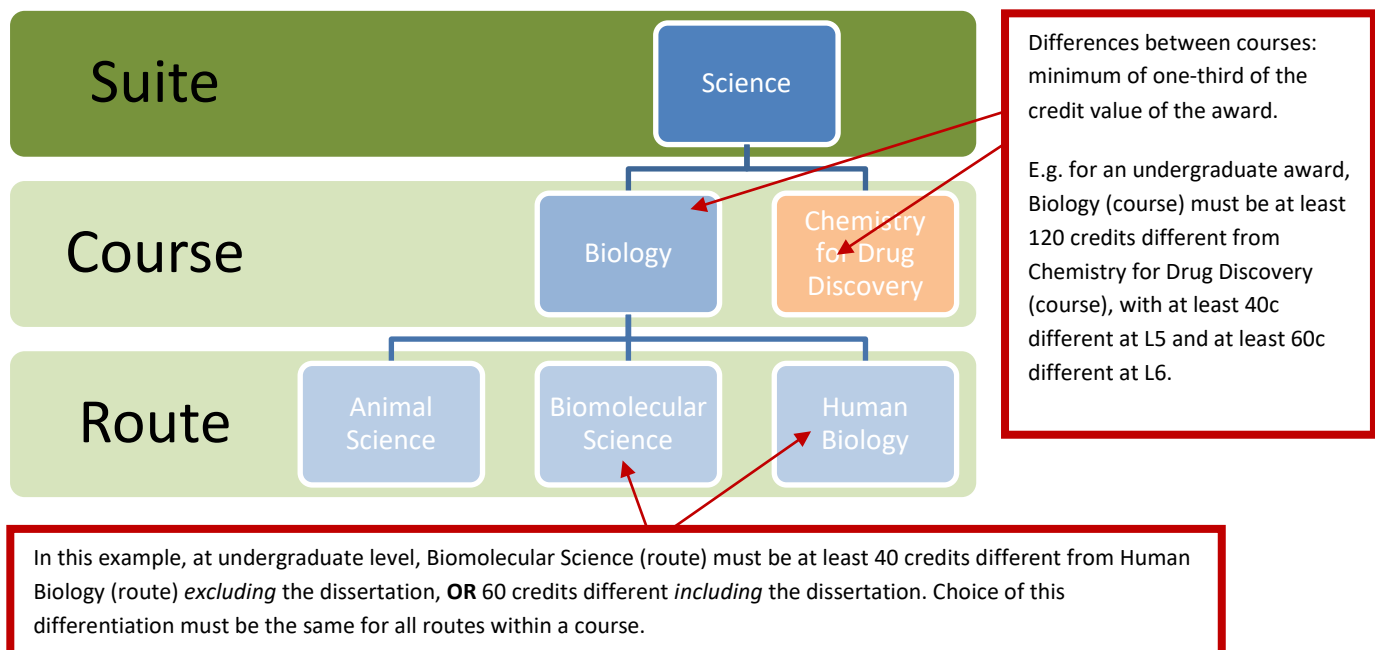 Suite
Science
Differences between courses:
minimum of one-third of the
credit value of the award.
E.g. for an undergraduate award,
Biology (course) must be at least
120 credits different from
Chemistry for Drug Discovery
(course), with at least 40c
different at L5 and at least 60c
different at L6.
Course
Biology
Chemistry
for Drug
Discovery
Route
Animal
Science
Biomolecular
Science
Human
Biology
In this example, at undergraduate level, Biomolecular Science (route) must be at least 40 credits different from Human
Biology (route) excluding the dissertation, OR 60 credits different including the dissertation. Choice of this
differentiation must be the same for all routes within a course.